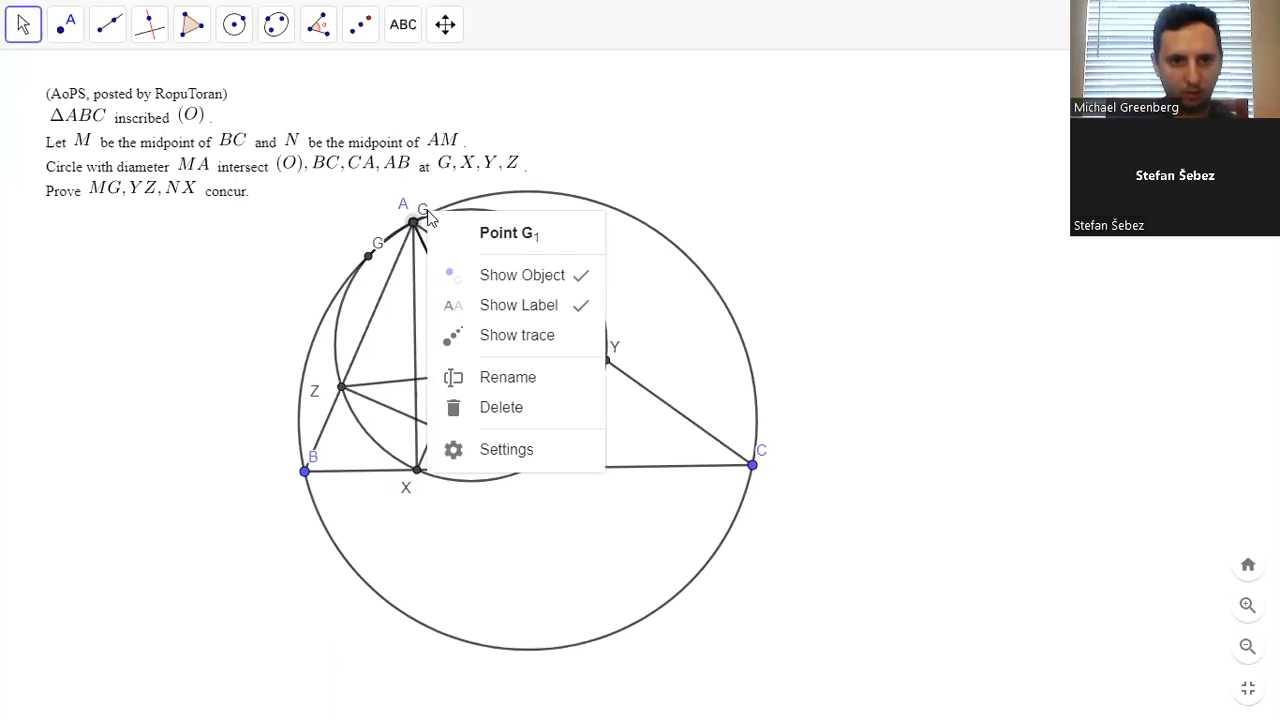 A
ABC
(AoPS, posted by RopuToran)
ΔABC inscribed (O) .
Let M be the midpoint of BC and N be the midpoint of AM .
Circle with diameter MA intersect (O), BC, CA, AB at G, X, Y, Z .
Prove MG, YZ, NX concur.
A
G
G
Point G₁
Show Object
AA Show Label
Show trace
Rename
Delete
Settings
Y
Z
B
C
X
Michael Greenberg
Stefan Šebez
Stefan Šebez